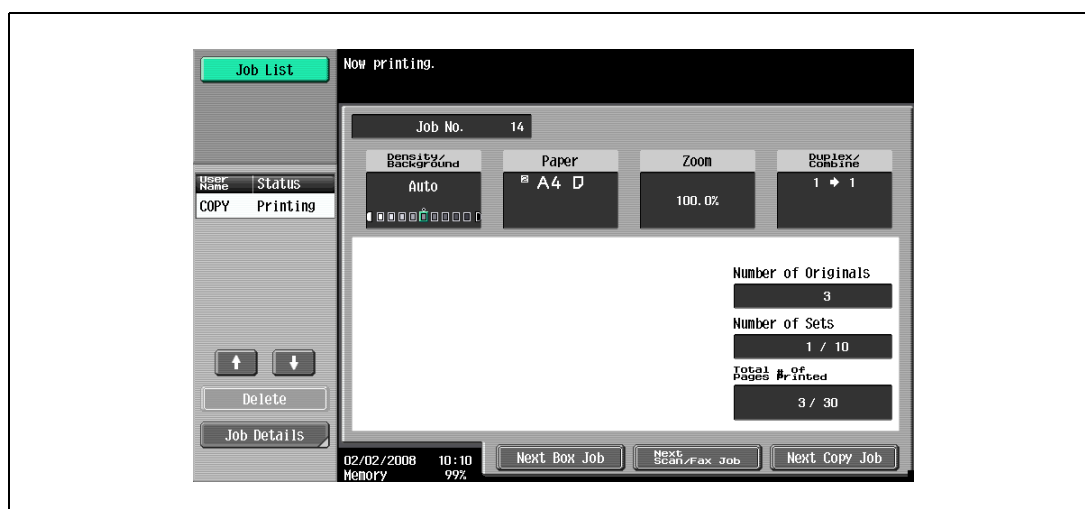 Job List
Now printing.
Job No. 14
Density/
Background
Paper
Zoom
Duplex/
Combine
Auto
2 A4
100.0%
1 → 1
User
Name
Status
COPY Printing
Number of Originals
3
Number of Sets
1 / 10
Total # of
Pages Printed
3 / 30
Delete
Job Details
02/02/2008 10:10
Memory 99%
Next Box Job
Next
Scan/Fax Job
Next Copy Job